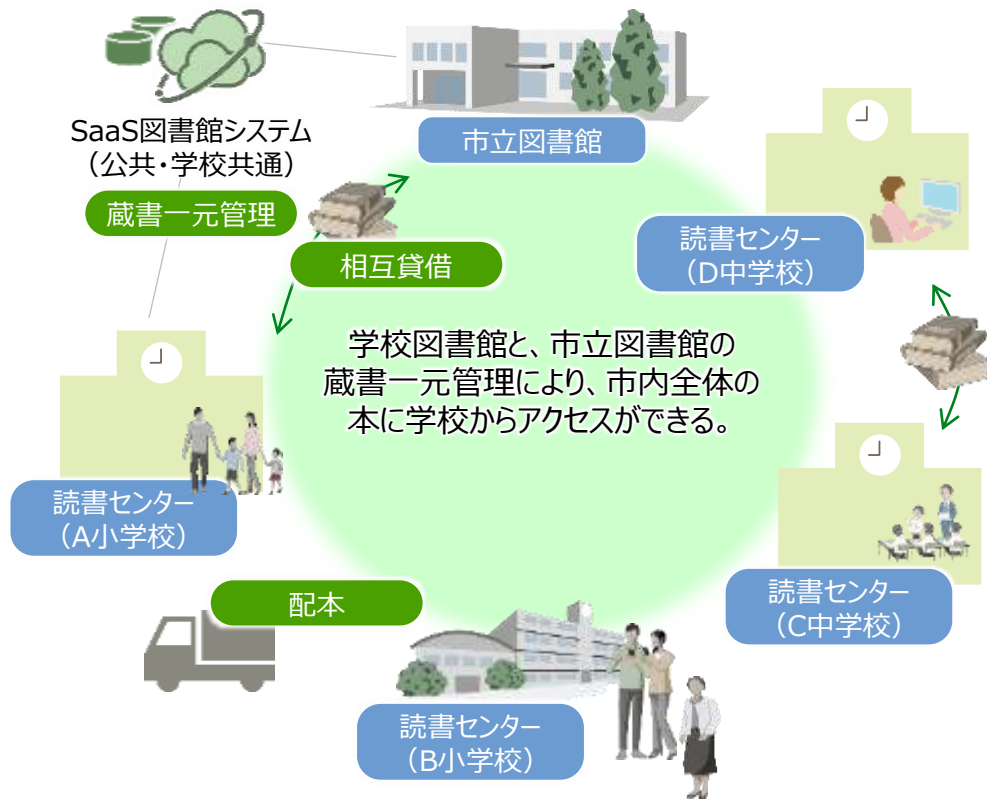 SaaS図書館システム
（公共・学校共通）
蔵書一元管理
市立図書館
相互貸借
読書センター
（D中学校）
学校図書館と、市立図書館の
蔵書一元管理により、市内全体の
本に学校からアクセスができる。
読書センター
（A小学校）
読書センター
（C中学校）
配本
読書センター
（B小学校）